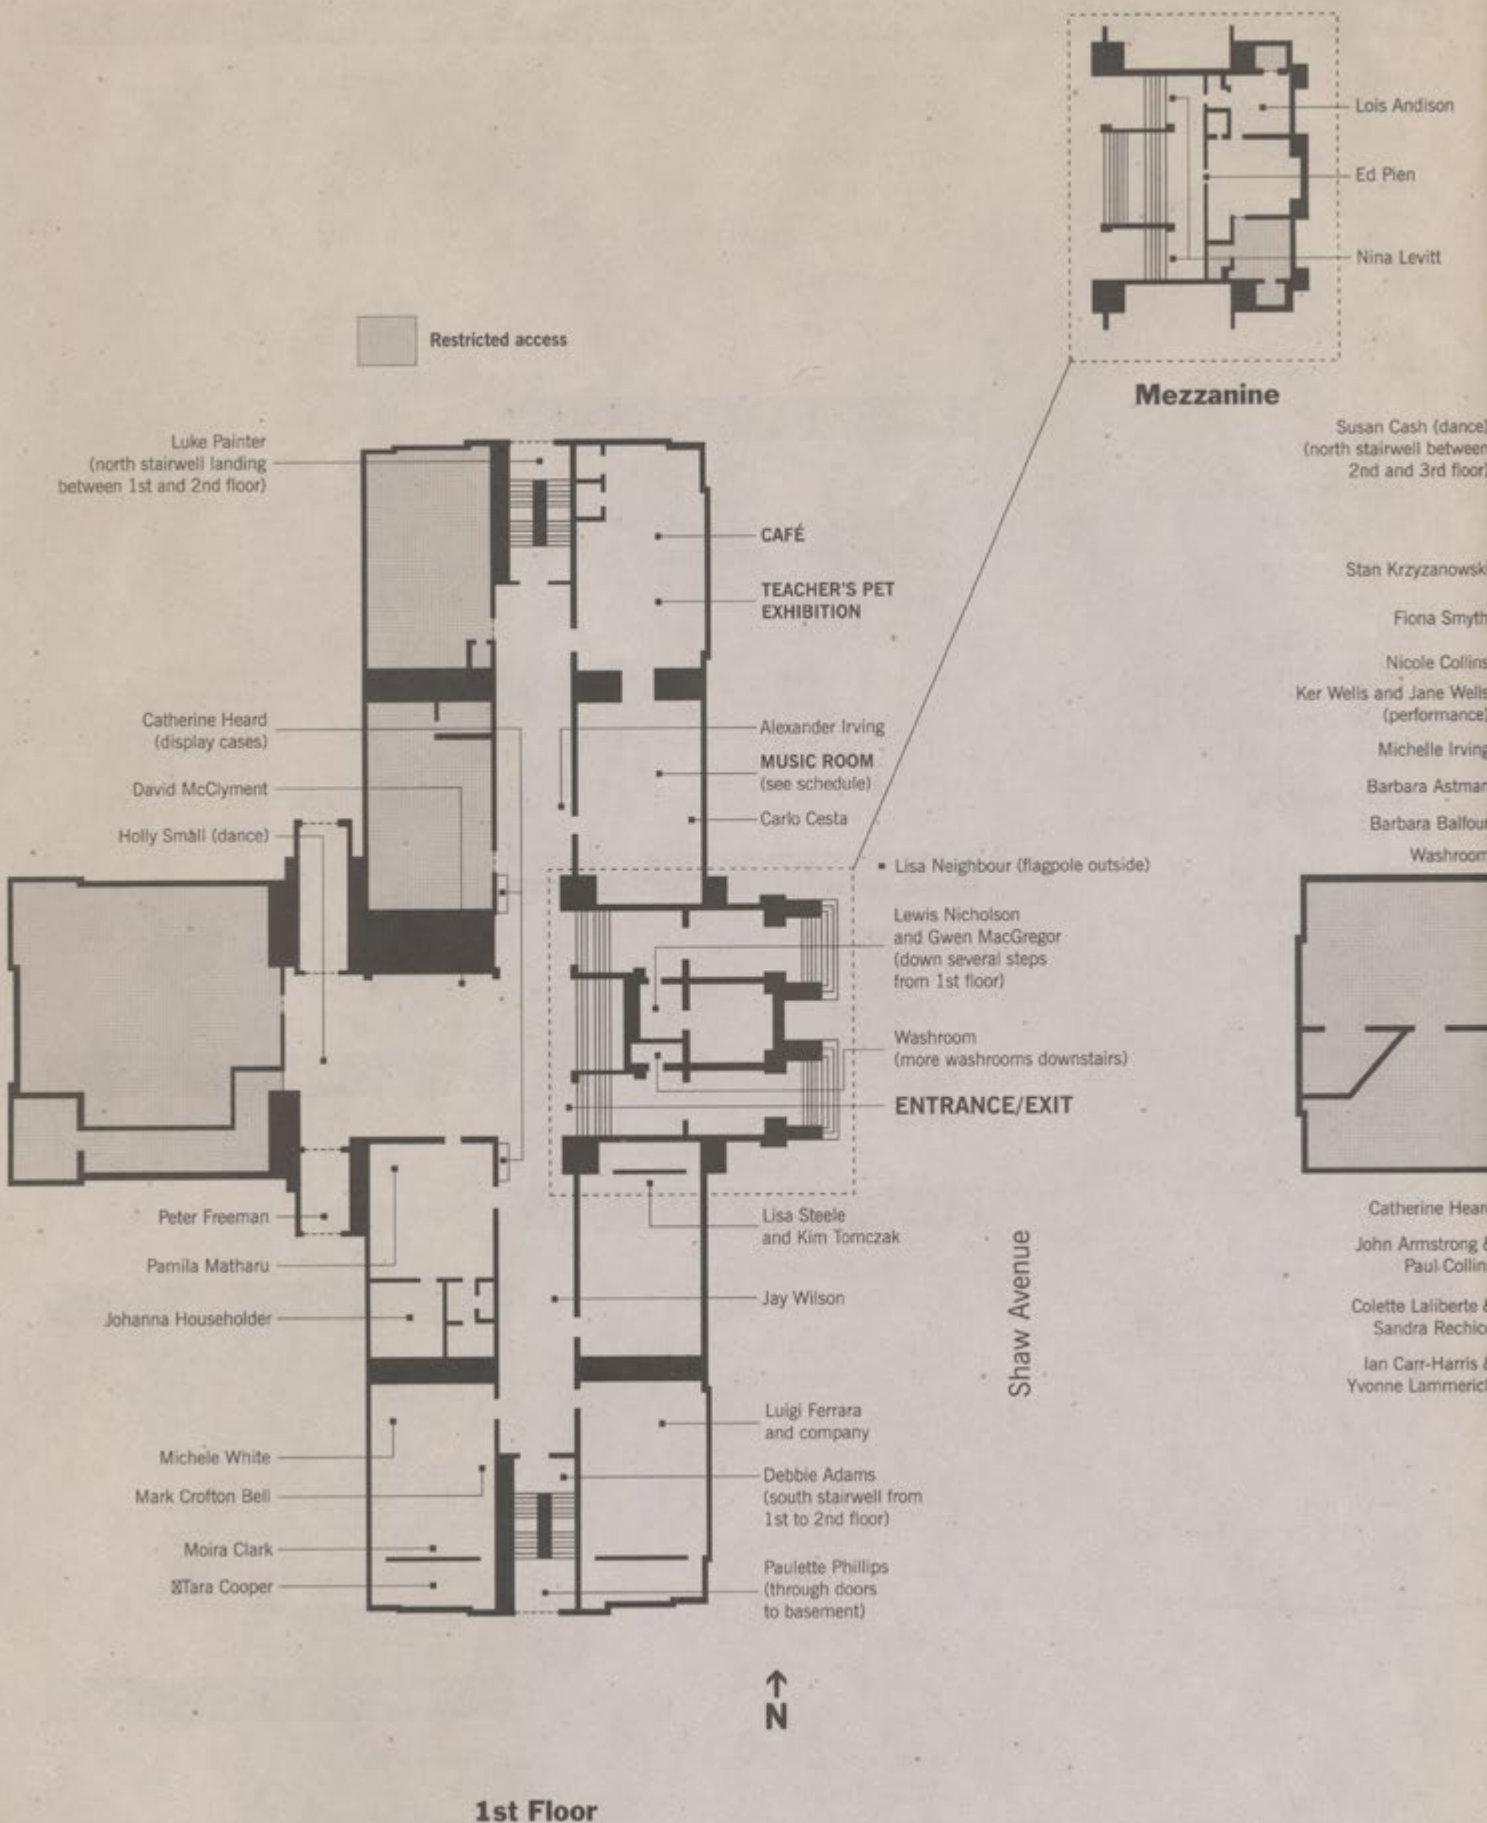 Lois Andison
Ed Pien
Nina Levitt
Mezzanine
Restricted access
Luke Painter
(north stairwell landing
between 1st and 2nd floor)
CAFÉ
TEACHER'S PET
EXHIBITION
Catherine Heard
(display cases)
David McClyment
Holly Small (dance)
Alexander Irving
MUSIC ROOM
(see schedule)
Carlo Cesta
Lisa Neighbour (flagpole outside)
Lewis Nicholson
and Gwen MacGregor
(down several steps
from 1st floor)
Washroom
(more washrooms downstairs)
ENTRANCE/EXIT
Peter Freeman
Pamila Matharu
Johanna Householder
Lisa Steele
and Kim Tomczak
Jay Wilson
Shaw Avenue
Michele White
Mark Crofton Bell
Moira Clark
Tara Cooper
Luigi Ferrara
and company
Debbie Adams
(south stairwell from
1st to 2nd floor)
Paulette Phillips
(through doors
to basement)
N
1st Floor
Susan Cash (dance)
(north stairwell between
2nd and 3rd floor)
Stan Krzyzanowsk
Fiona Smyth
Nicole Collins
Ker Wells and Jane Wells
(performance)
Michelle Irving
Barbara Astman
Barbara Balfour
Washroom
Catherine Hear
John Armstrong &
Paul Collin
Colette Laliberte &
Sandra Rechico
Ian Carr-Harris &
Yvonne Lammeric